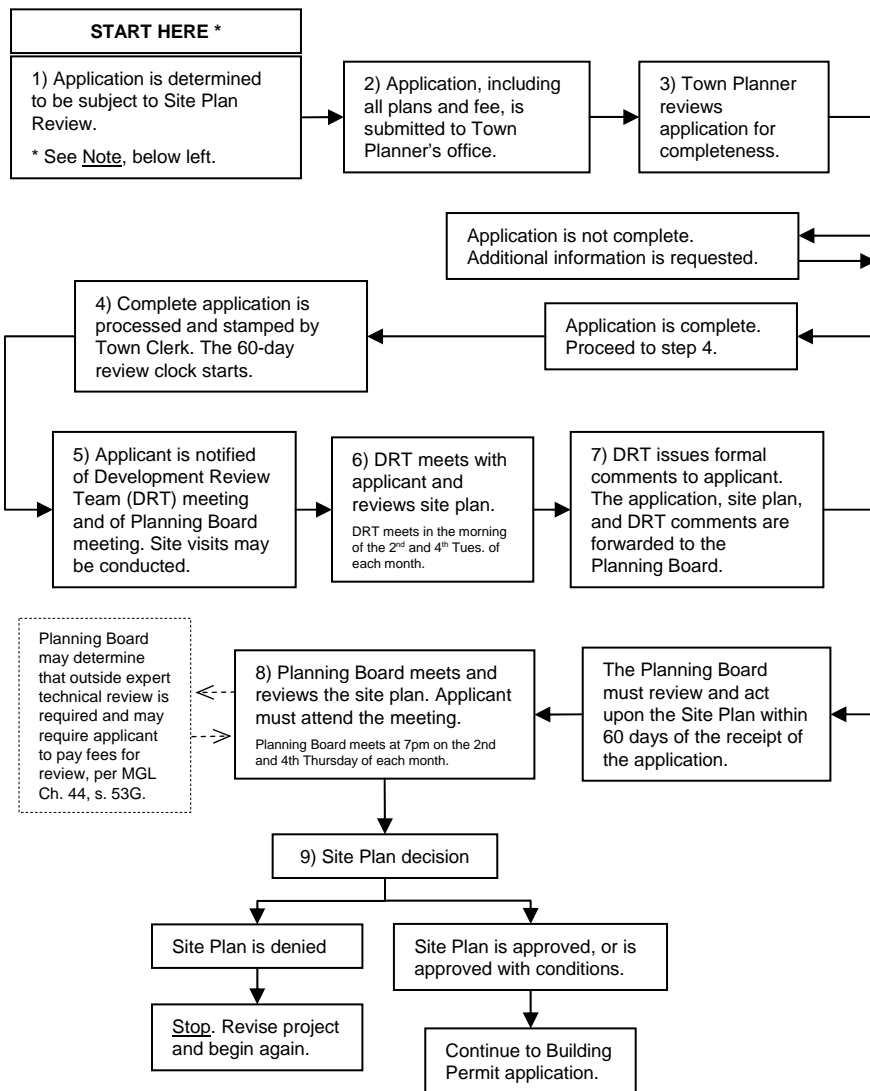 START HERE *
1) Application is determined
to be subject to Site Plan
Review.
* See Note, below left.
2) Application, including
all plans and fee, is
submitted to Town
Planner’s office.
3) Town Planner
reviews
application for
completeness.
Application is not complete.
Additional information is requested.
Application is complete.
Proceed to step 4.
4) Complete application is
processed and stamped by
Town Clerk. The 60-day
review clock starts.
5) Applicant is notified
of Development Review
Team (DRT) meeting
and of Planning Board
meeting. Site visits may
be conducted.
6) DRT meets with
applicant and
reviews site plan.
DRT meets in the morning
of the 2nd and 4th Tues. of
each month.
7) DRT issues formal
comments to applicant.
The application, site plan,
and DRT comments are
forwarded to the
Planning Board.
The Planning Board
must review and act
upon the Site Plan within
60 days of the receipt of
the application.
8) Planning Board meets and
reviews the site plan. Applicant
must attend the meeting.
Planning Board meets at 7pm on the 2nd
and 4th Thursday of each month.
Planning Board
may determine
that outside expert
technical review is
required and may
require applicant
to pay fees for
review, per MGL
Ch. 44, s. 53G.
9) Site Plan decision
Site Plan is denied
Stop. Revise project
and begin again.
Site Plan is approved, or is
approved with conditions.
Continue to Building
Permit application.